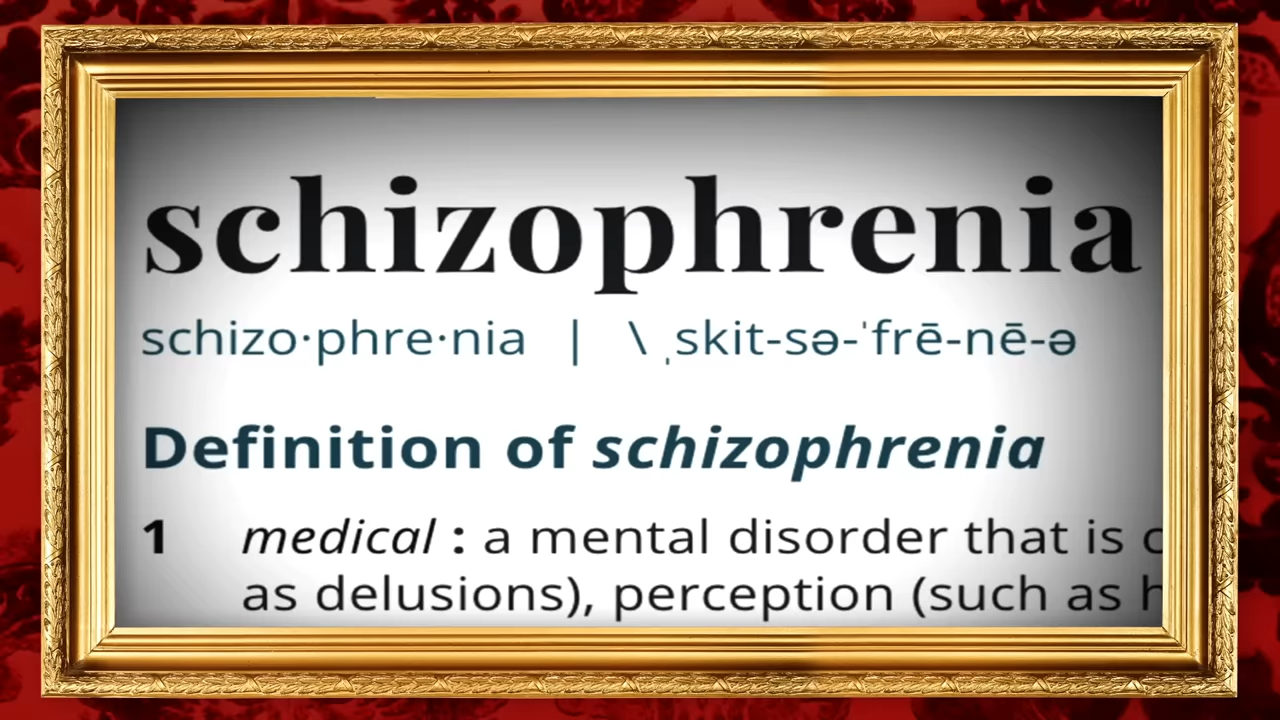 schizophrenia
schizo·phre·nia | \ ˌskit-sə-ˈfrē-nē-ə
Definition of schizophrenia
1 medical : a mental disorder that is
as delusions), perception (such as